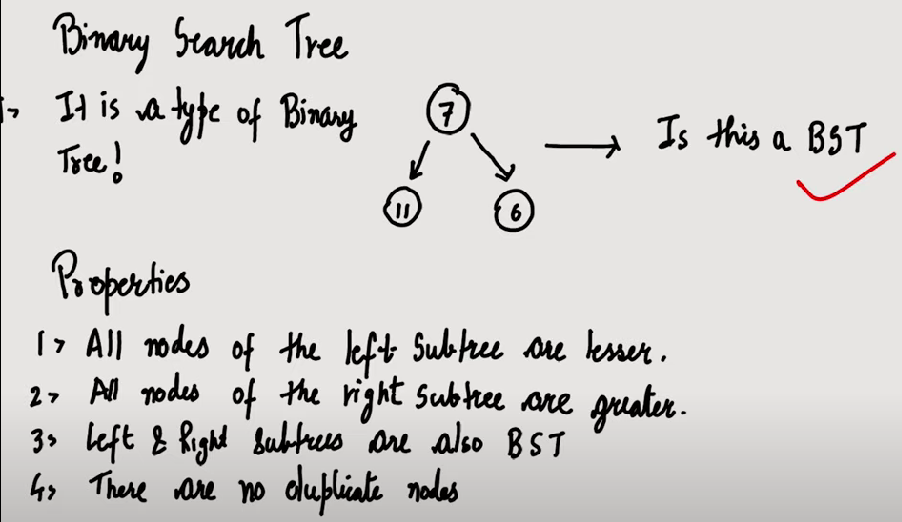 Binary Search Tree
It is a type of Binary
Tree!
7
11
6
Is this a BST
Properties
1> All nodes of the left Subtree are lesser.
2> All nodes of the right Subtree are greater.
3> Left & Right Subtrees are also BST
4> There are no duplicate nodes